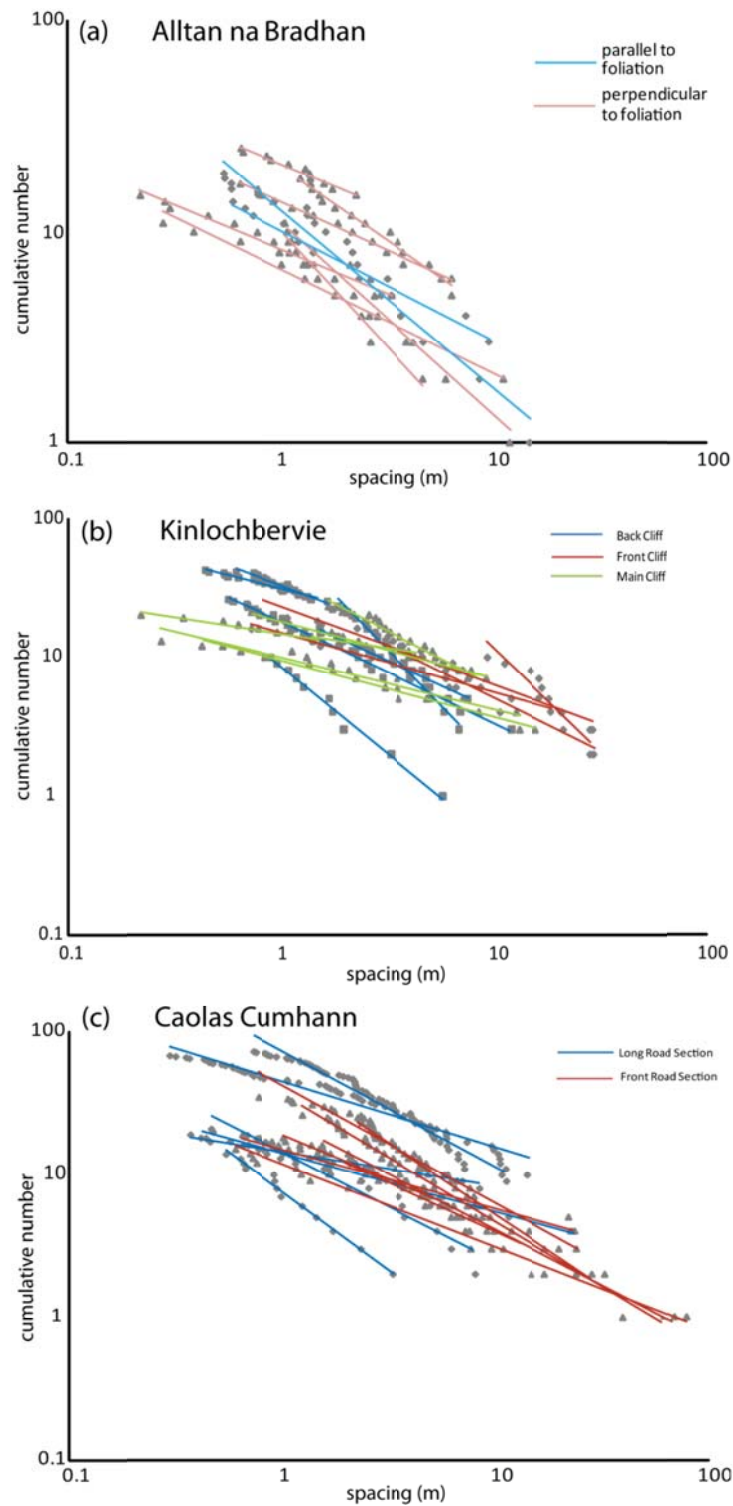 (a) Alltan na Bradhan
100
10
1
cumulative number
parallel to
foliation
perpendicular
to foliation
0.1 1 10 100
spacing (m)
(b) Kinlochbervie
100
10
1
0.1
cumulative number
Back Cliff
Front Cliff
Main Cliff
0.1 1 10 100
spacing (m)
(c) Caolas Cumhann
100
10
1
0.1
cumulative number
Long Road Section
Front Road Section
0.1 1 10 100
spacing (m)